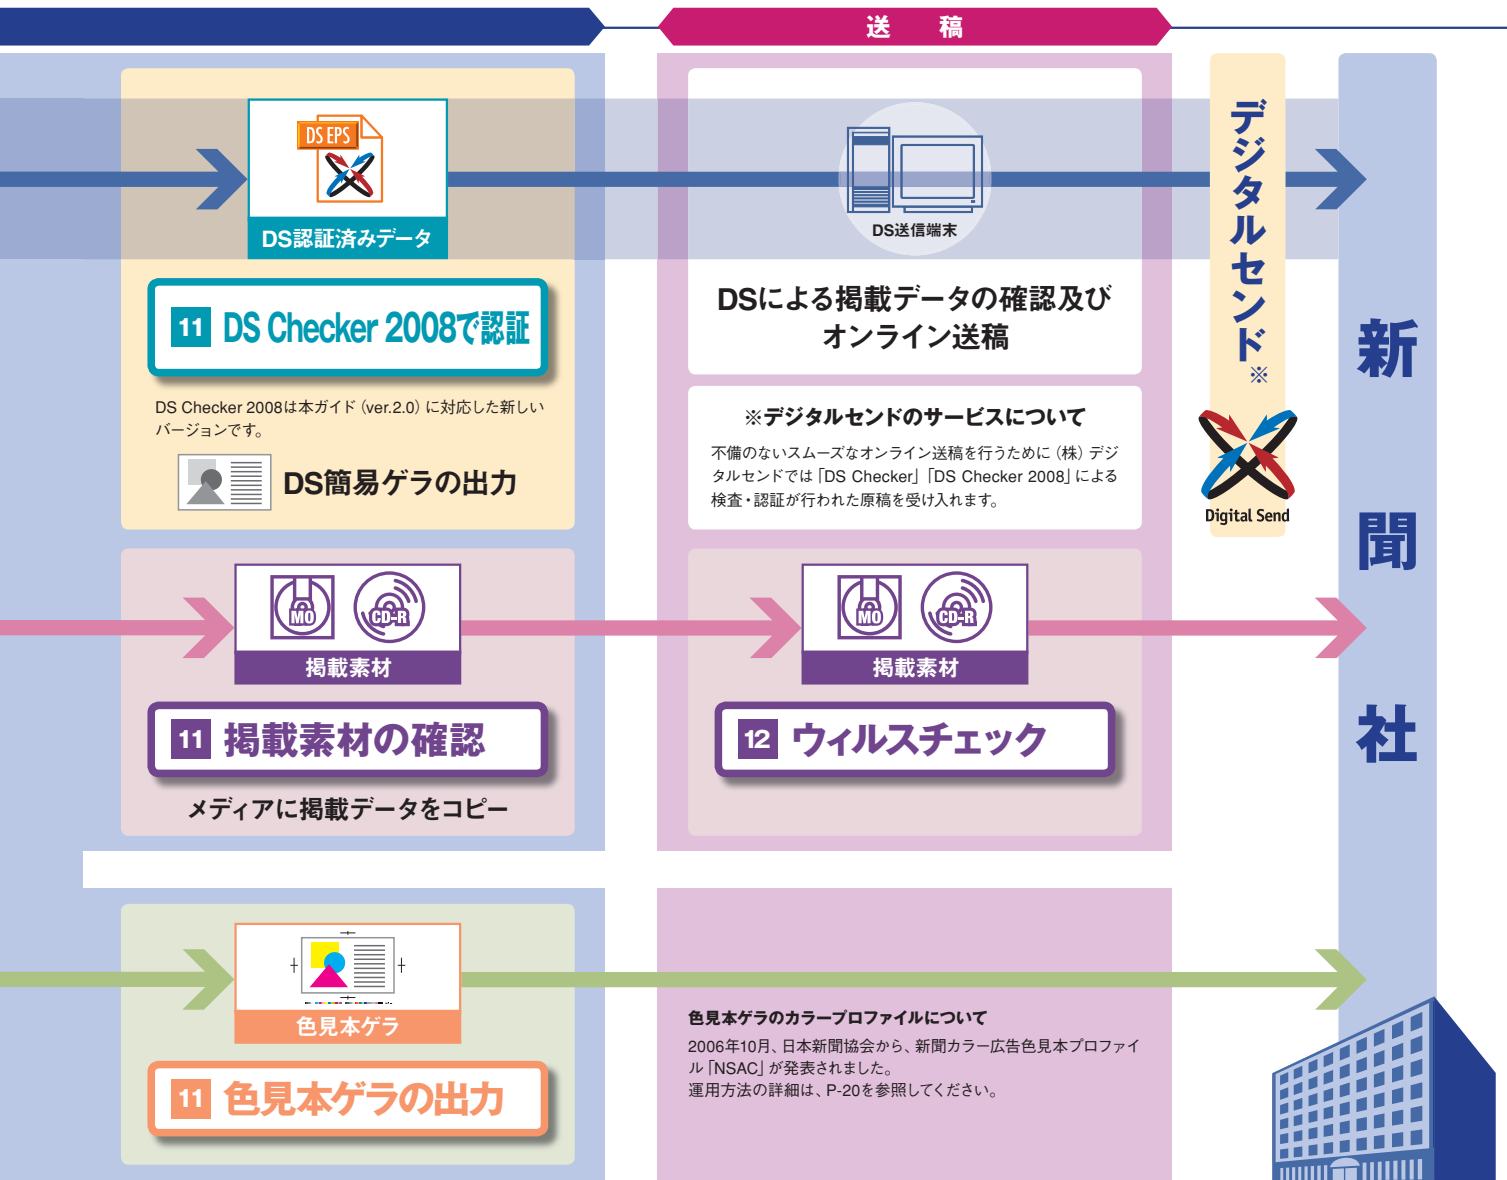 送 稿
DS EPS
DS認証済みデータ
11 DS Checker 2008で認証
DS Checker 2008は本ガイド（ver.2.0）に対応した新しい
バージョンです。
DS簡易ゲラの出力
DS送信端末
DSによる掲載データの確認及び
オンライン送稿
※デジタルセンドのサービスについて
不備のないスムーズなオンライン送稿を行うために（株）デジ
タルセンドでは「DS Checker」「DS Checker 2008」による
検査・認証が行われた原稿を受け入れます。
デジタルセンド※
Digital Send
新聞社
MO
CD-R
掲載素材
11 掲載素材の確認
メディアに掲載データをコピー
MO
CD-R
掲載素材
12 ウィルスチェック
色見本ゲラ
11 色見本ゲラの出力
色見本ゲラのカラープロファイルについて
2006年10月、日本新聞協会から、新聞カラー広告色見本プロファイ
ル「NSAC」が発表されました。
運用方法の詳細は、P-20を参照してください。